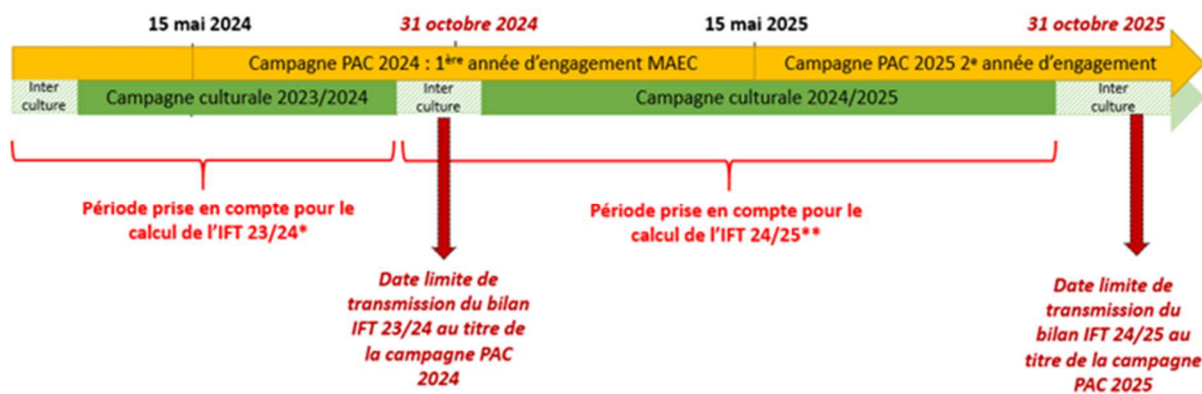 15 mai 2024
31 octobre 2024
15 mai 2025
31 octobre 2025
Campagne PAC 2024 : 1ère année d'engagement MAEC
Campagne PAC 2025 2e année d'engagement
Inter
culture
Campagne culturale 2023/2024
Inter
culture
Campagne culturale 2024/2025
Inter
culture
Période prise en compte pour le
calcul de l'IFT 23/24*
Période prise en compte pour le
calcul de l'IFT 24/25**
Date limite de
transmission du bilan
IFT 23/24 au titre de
la campagne PAC
2024
Date limite de
transmission du
bilan IFT 24/25 au
titre de la campagne
PAC 2025